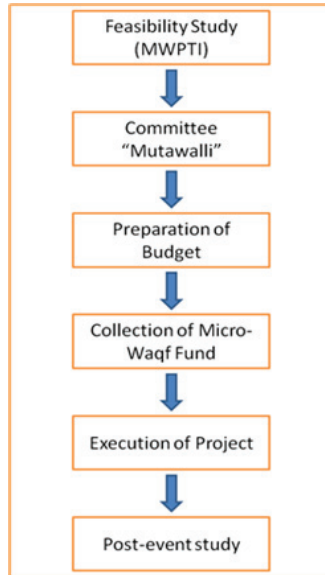 Feasibility Study
(MWPTI)
Committee
“Mutawalli”
Preparation of
Budget
Collection of Micro-
Waqf Fund
Execution of Project
Post-event study